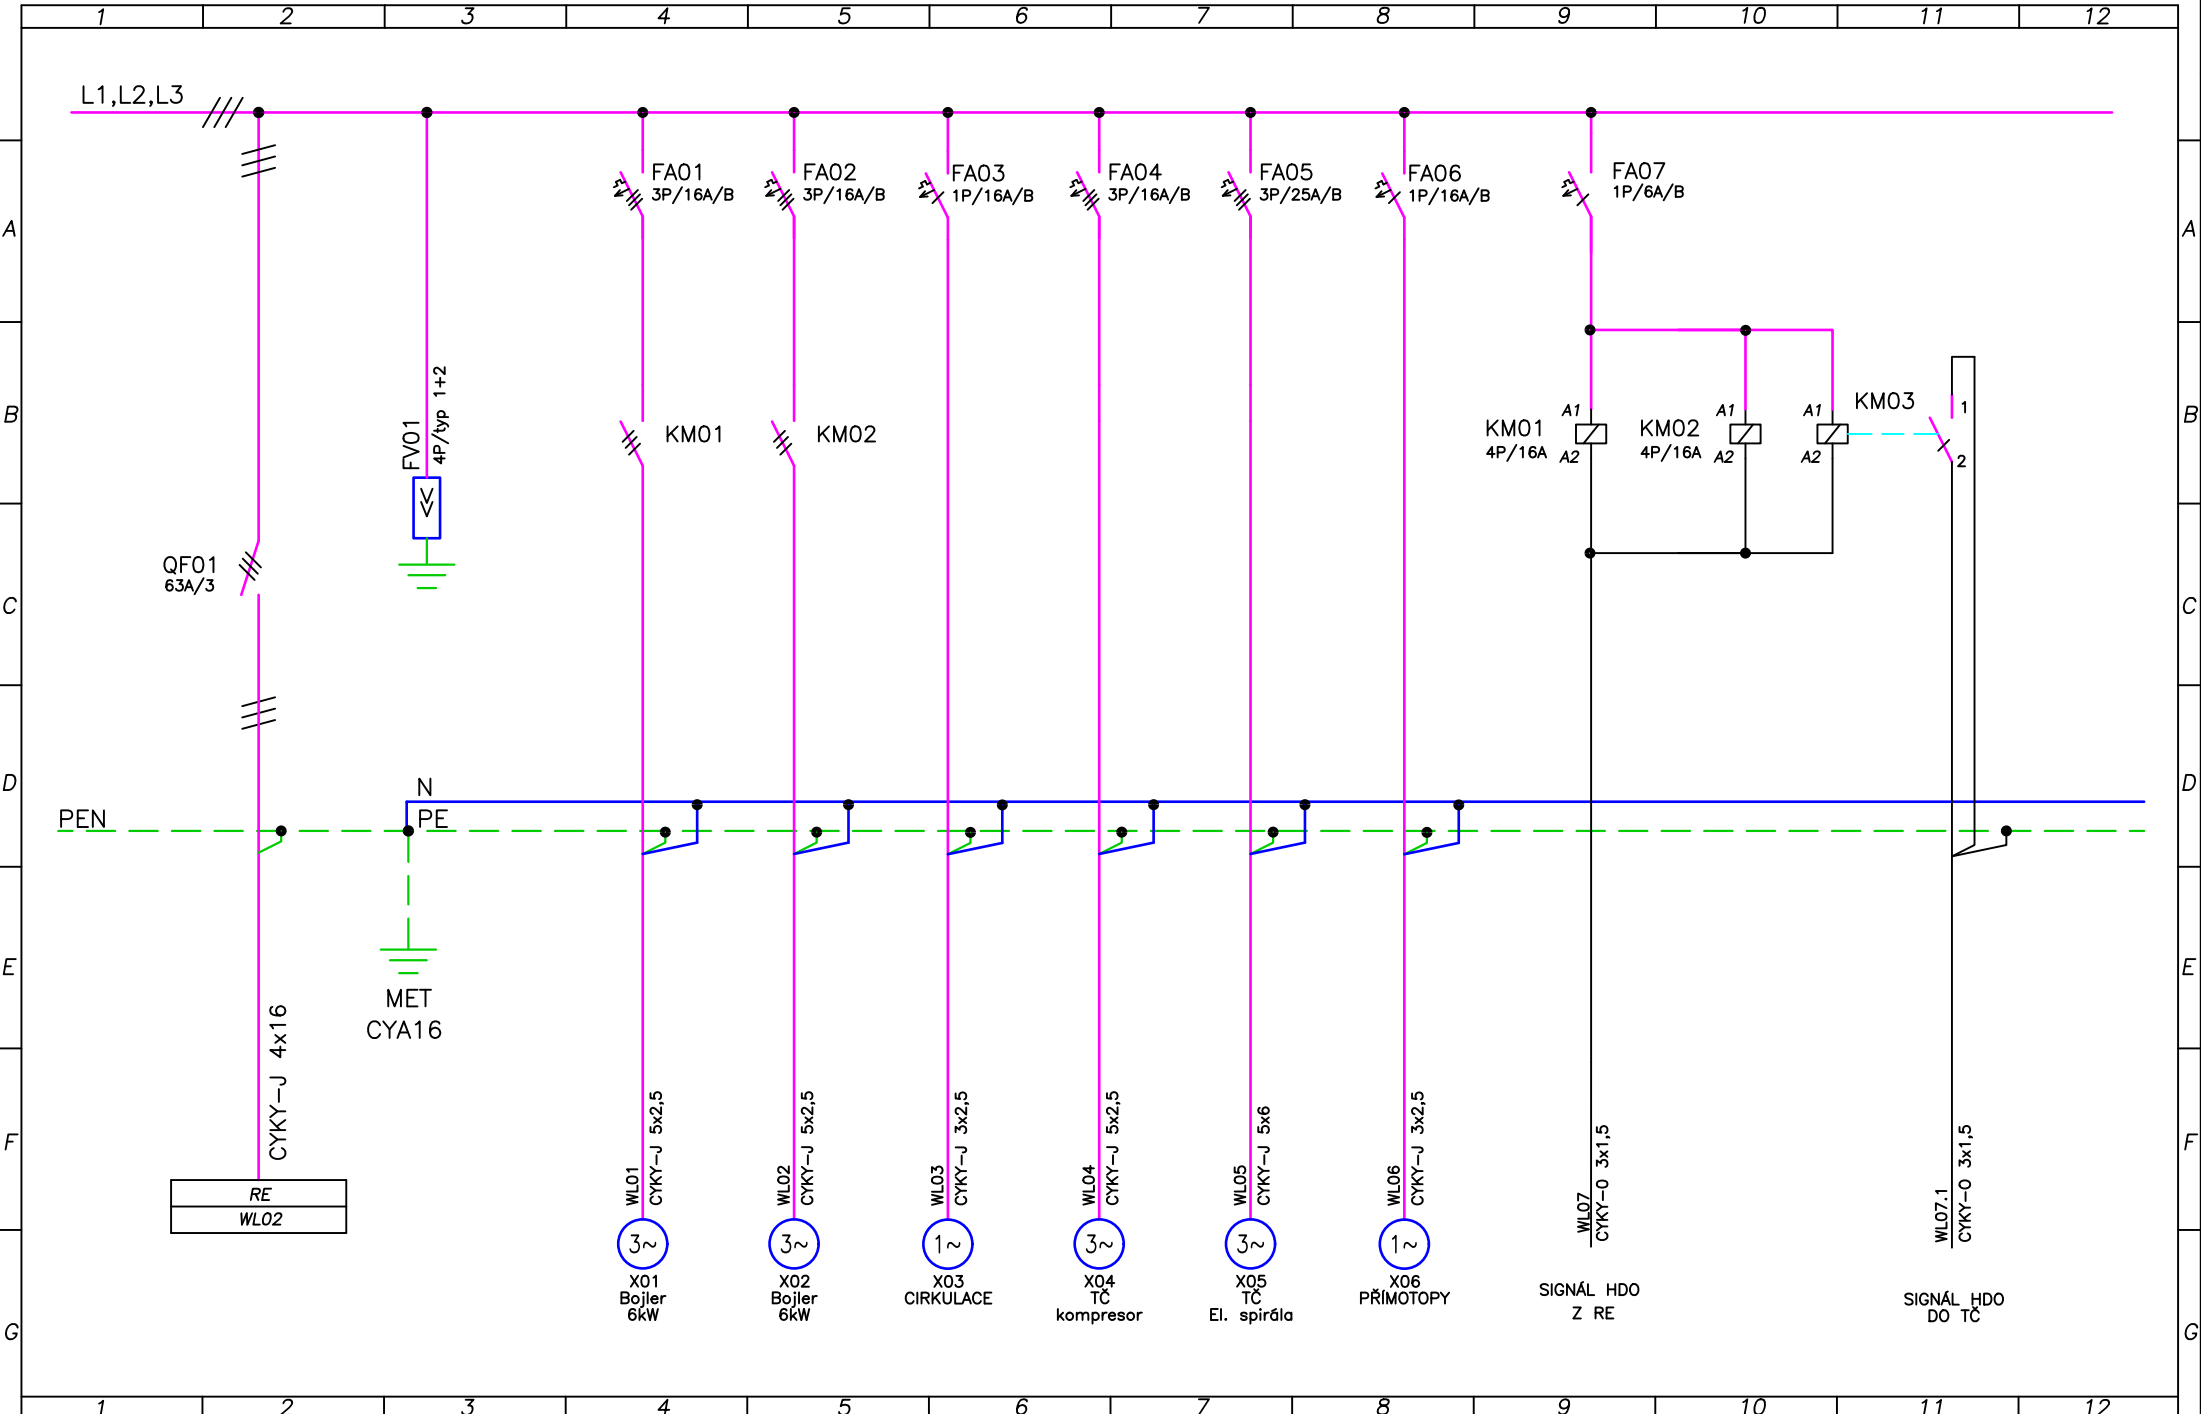 1 2 3 4 5 6 7 8 9 10 11 12
L1,L2,L3
FA01
3P/16A/B
FA02
3P/16A/B
FA03
1P/16A/B
FA04
3P/16A/B
FA05
3P/25A/B
FA06
1P/16A/B
FA07
1P/6A/B
A A
B B
FV01
4P/typ 1+2
KM01
KM02
KM01
4P/16A
A1
A2
KM02
4P/16A
A1
A2
A1
A2
KM03
1
2
QF01
63A/3
C C
D D
N
PEN
PE
E E
MET
CYA16
CYKY-J 4x16
F F
RE
WL02
WL01
CYKY-J 5x2,5
WL02
CYKY-J 5x2,5
WL03
CYKY-J 3x2,5
WL04
CYKY-J 5x2,5
WL05
CYKY-J 5x6
WL06
CYKY-J 3x2,5
WL07
CYKY-O 3x1,5
WL07.1
CYKY-O 3x1,5
3~
X01
Bojler
6kW
3~
X02
Bojler
6kW
1~
X03
CIRKULACE
3~
X04
TČ
kompresor
3~
X05
TČ
El. spirála
1~
X06
PŘÍMOTOPY
SIGNÁL HDO
Z RE
SIGNÁL HDO
DO TČ
G G
1 2 3 4 5 6 7 8 9 10 11 12